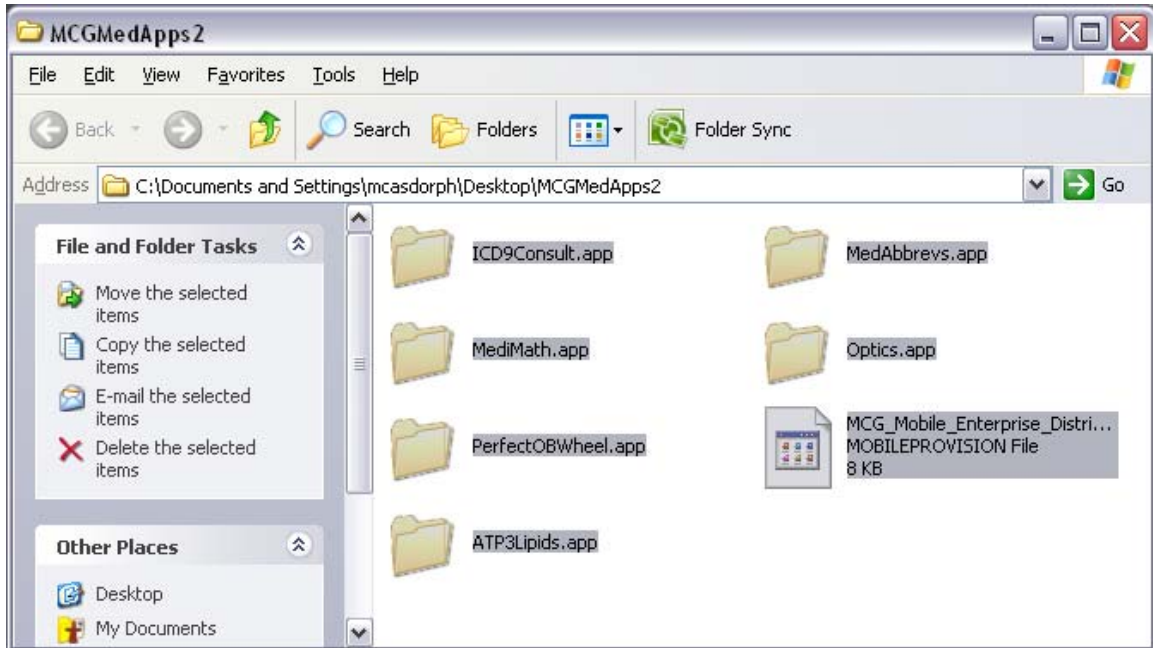 MCGMedApps2
File Edit View Favorites Tools Help
Back Search Folders Folder Sync
Address C:\Documents and Settings\mcasdorph\Desktop\MCGMedApps2 Go
File and Folder Tasks
Move the selected
items
Copy the selected
items
E-mail the selected
items
Delete the selected
items
Other Places
Desktop
My Documents
ICD9Consult.app
MedAbbrevs.app
MediMath.app
Optics.app
PerfectOBWheel.app
MCG_Mobile_Enterprise_Distri...
MOBILEPROVISION File
8 KB
ATP3Lipids.app